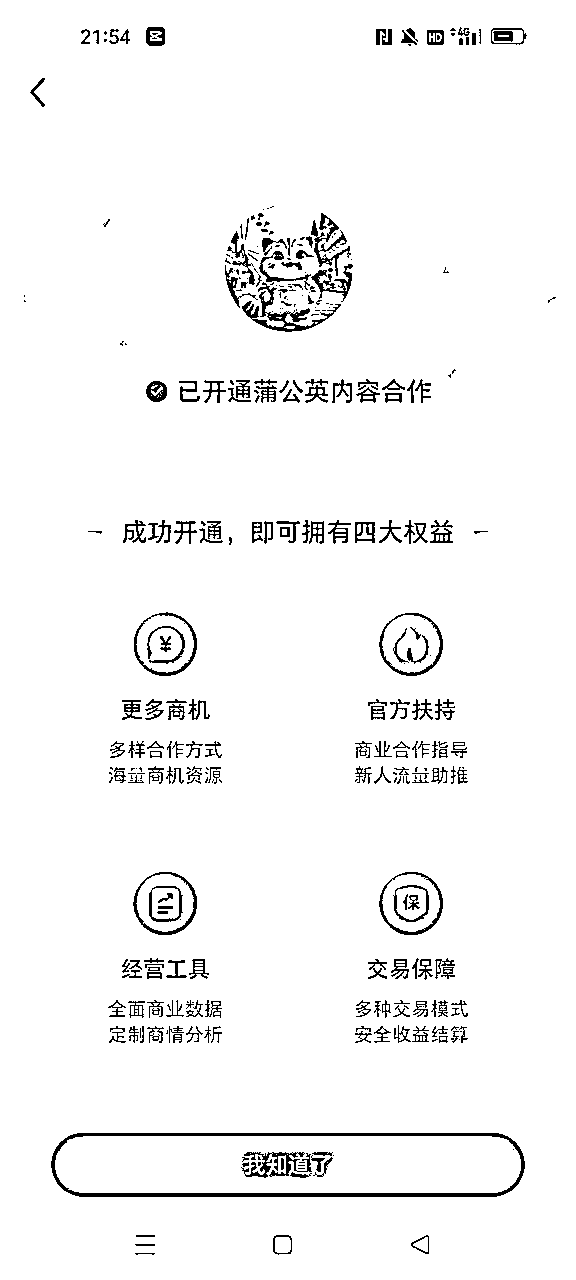 21:54
HD 4G
已开通蒲公英内容合作
成功开通，即可拥有四大权益
¥
更多商机
多样合作方式
海量商机资源
官方扶持
商业合作指导
新人流量助推
经营工具
全面商业数据
定制商情分析
保
交易保障
多种交易模式
安全收益结算
我知道了